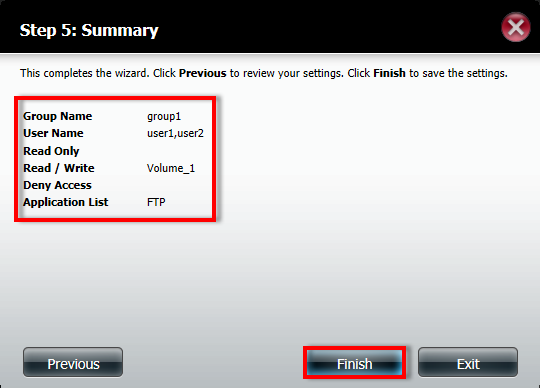 Step 5: Summary
This completes the wizard. Click Previous to review your settings. Click Finish to save the settings.
Group Name group1
User Name user1,user2
Read Only
Read / Write Volume_1
Deny Access
Application List FTP
Previous Finish Exit